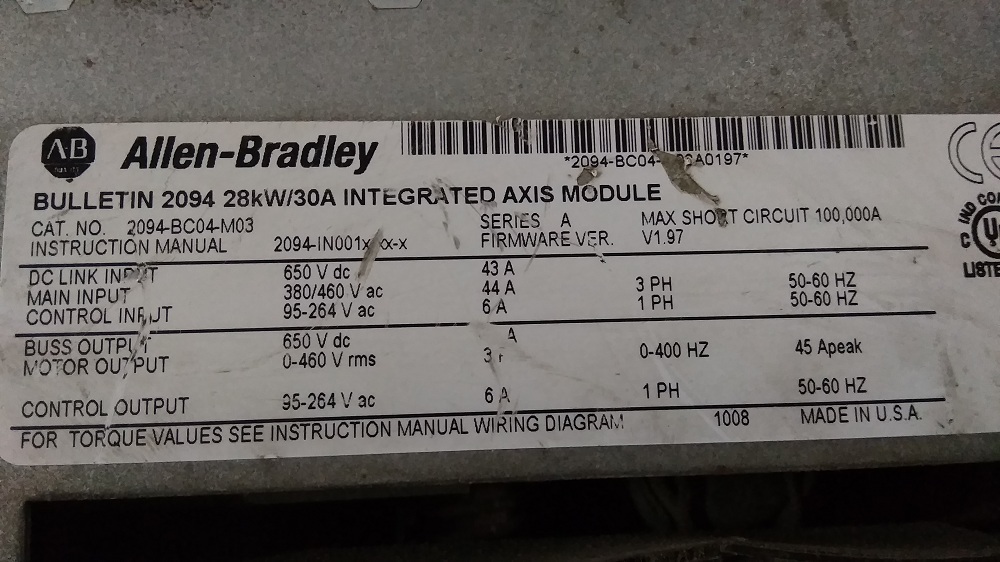 AB
Allen-Bradley
BULLETIN 2094 28kW/30A INTEGRATED AXIS MODULE
CAT. NO. 2094-BC04-M03 SERIES A MAX SHORT CIRCUIT 100,000A
INSTRUCTION MANUAL FIRMWARE VER. V1.97
DC LINK INPUT 650 V dc 43 A
MAIN INPUT 380/460 V ac 44 A 3 PH 50-60 HZ
CONTROL INPUT 95-264 V ac 6 A 1 PH 50-60 HZ
BUSS OUTPUT 650 V dc A
MOTOR OUTPUT 0-460 V rms 0-400 HZ 45 Apeak
CONTROL OUTPUT 95-264 V ac 6 A 1 PH 50-60 HZ
FOR TORQUE VALUES SEE INSTRUCTION MANUAL WIRING DIAGRAM 1008 MADE IN U.S.A.
CE
C